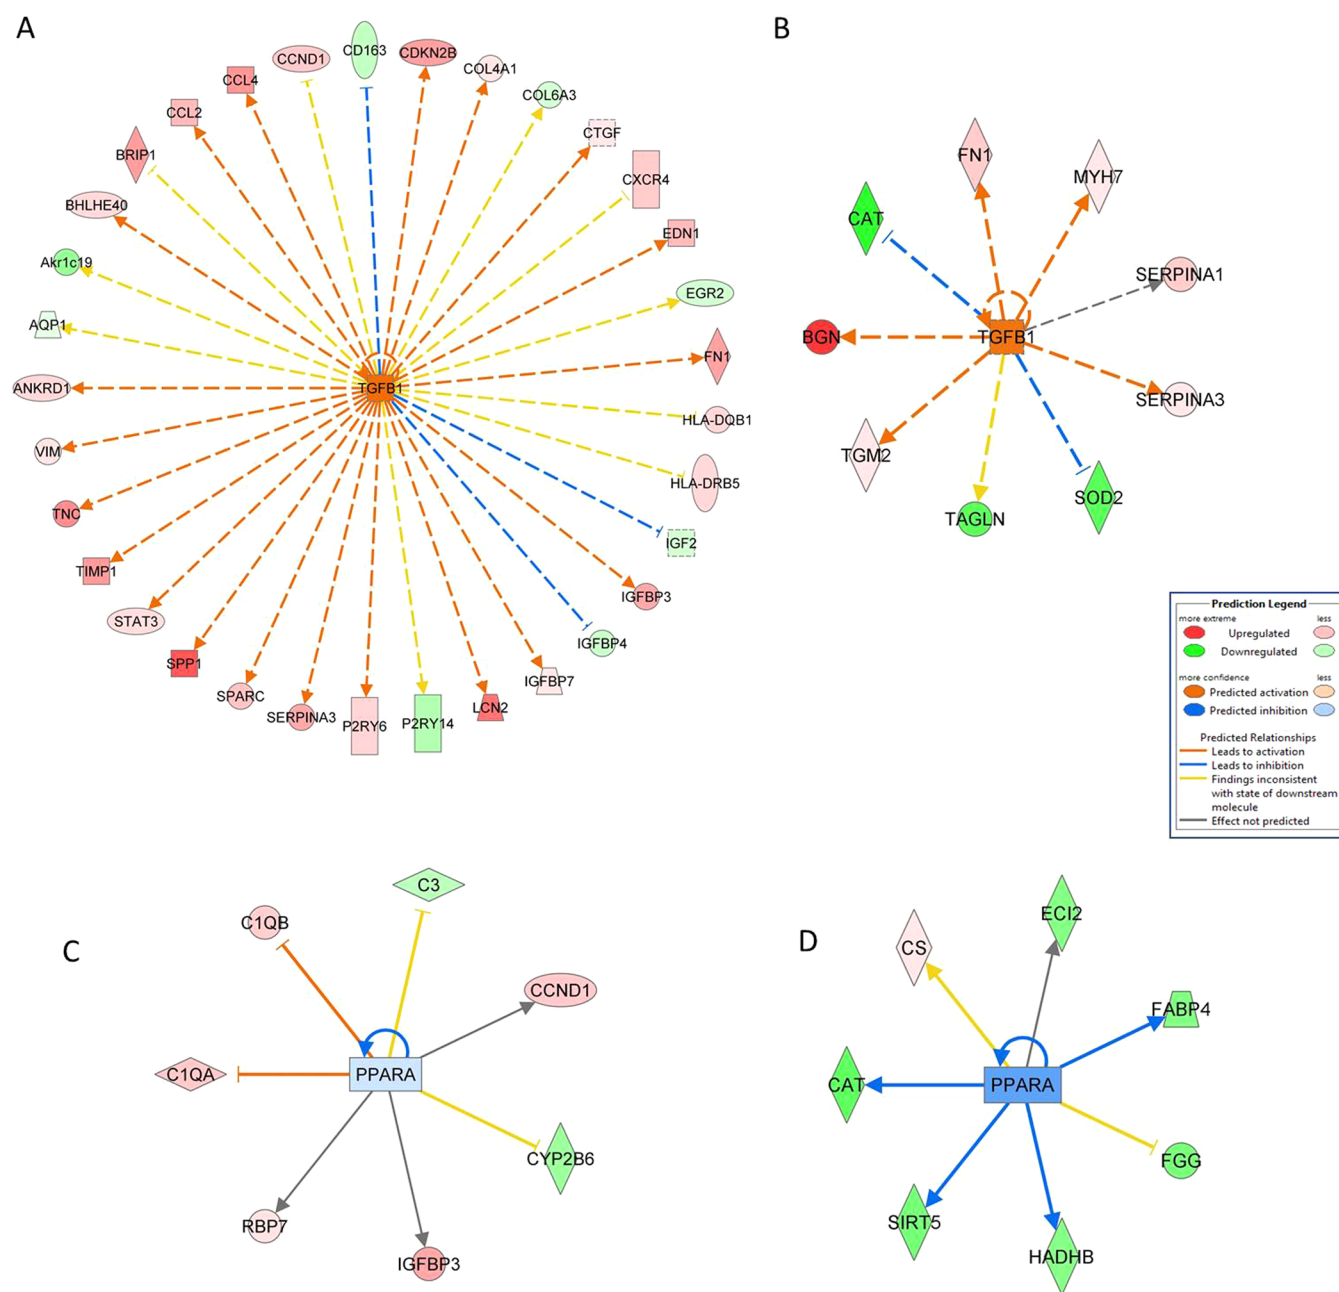 A
CCND1
CD163
CDKN2B
COL4A1
COL6A3
CCL4
CCL2
CTGF
BRIP1
CXCR4
BHLHE40
EDN1
Akr1c19
EGR2
AQP1
FN1
ANKRD1
TGFB1
HLA-DQB1
VIM
HLA-DRB5
TNC
IGF2
TIMP1
IGFBP3
STAT3
IGFBP4
SPP1
IGFBP7
SPARC
LCN2
SERPINA3
P2RY6
P2RY14
B
FN1
MYH7
CAT
SERPINA1
BGN
TGFB1
SERPINA3
TGM2
SOD2
TAGLN
Prediction Legend
more extreme less
Upregulated
Downregulated
more confidence less
Predicted activation
Predicted inhibition
Predicted Relationships
Leads to activation
Leads to inhibition
Findings inconsistent
with state of downstream
molecule
Effect not predicted
C
C3
C1QB
CCND1
C1QA
PPARA
CYP2B6
RBP7
IGFBP3
D
ECI2
CS
FABP4
CAT
PPARA
FGG
SIRT5
HADHB